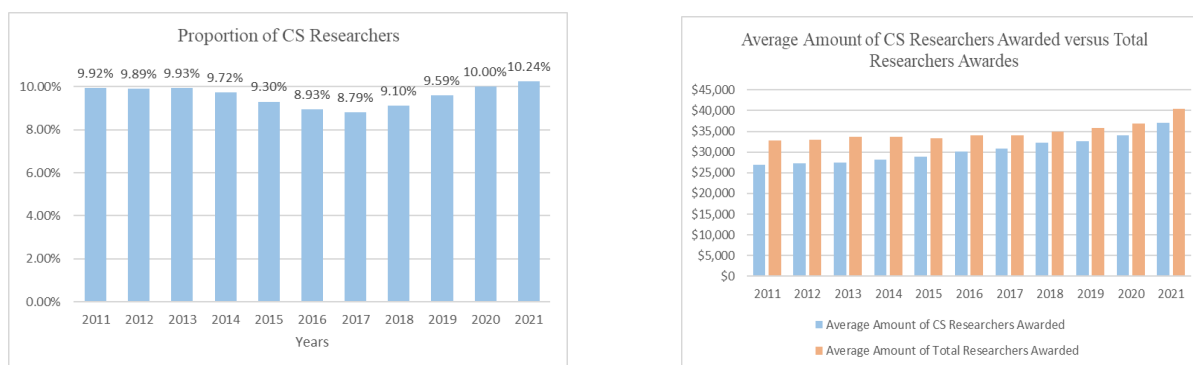 Proportion of CS Researchers
9.92% 9.89% 9.93% 9.72% 9.30% 8.93% 8.79% 9.10% 9.59% 10.00% 10.24%
10.00%
8.00%
6.00%
4.00%
2.00%
0.00%
2011 2012 2013 2014 2015 2016 2017 2018 2019 2020 2021
Years
Average Amount of CS Researchers Awarded versus Total
Researchers Awardes
$45,000
$40,000
$35,000
$30,000
$25,000
$20,000
$15,000
$10,000
$5,000
$0
2011 2012 2013 2014 2015 2016 2017 2018 2019 2020 2021
Average Amount of CS Researchers Awarded
Average Amount of Total Researchers Awarded